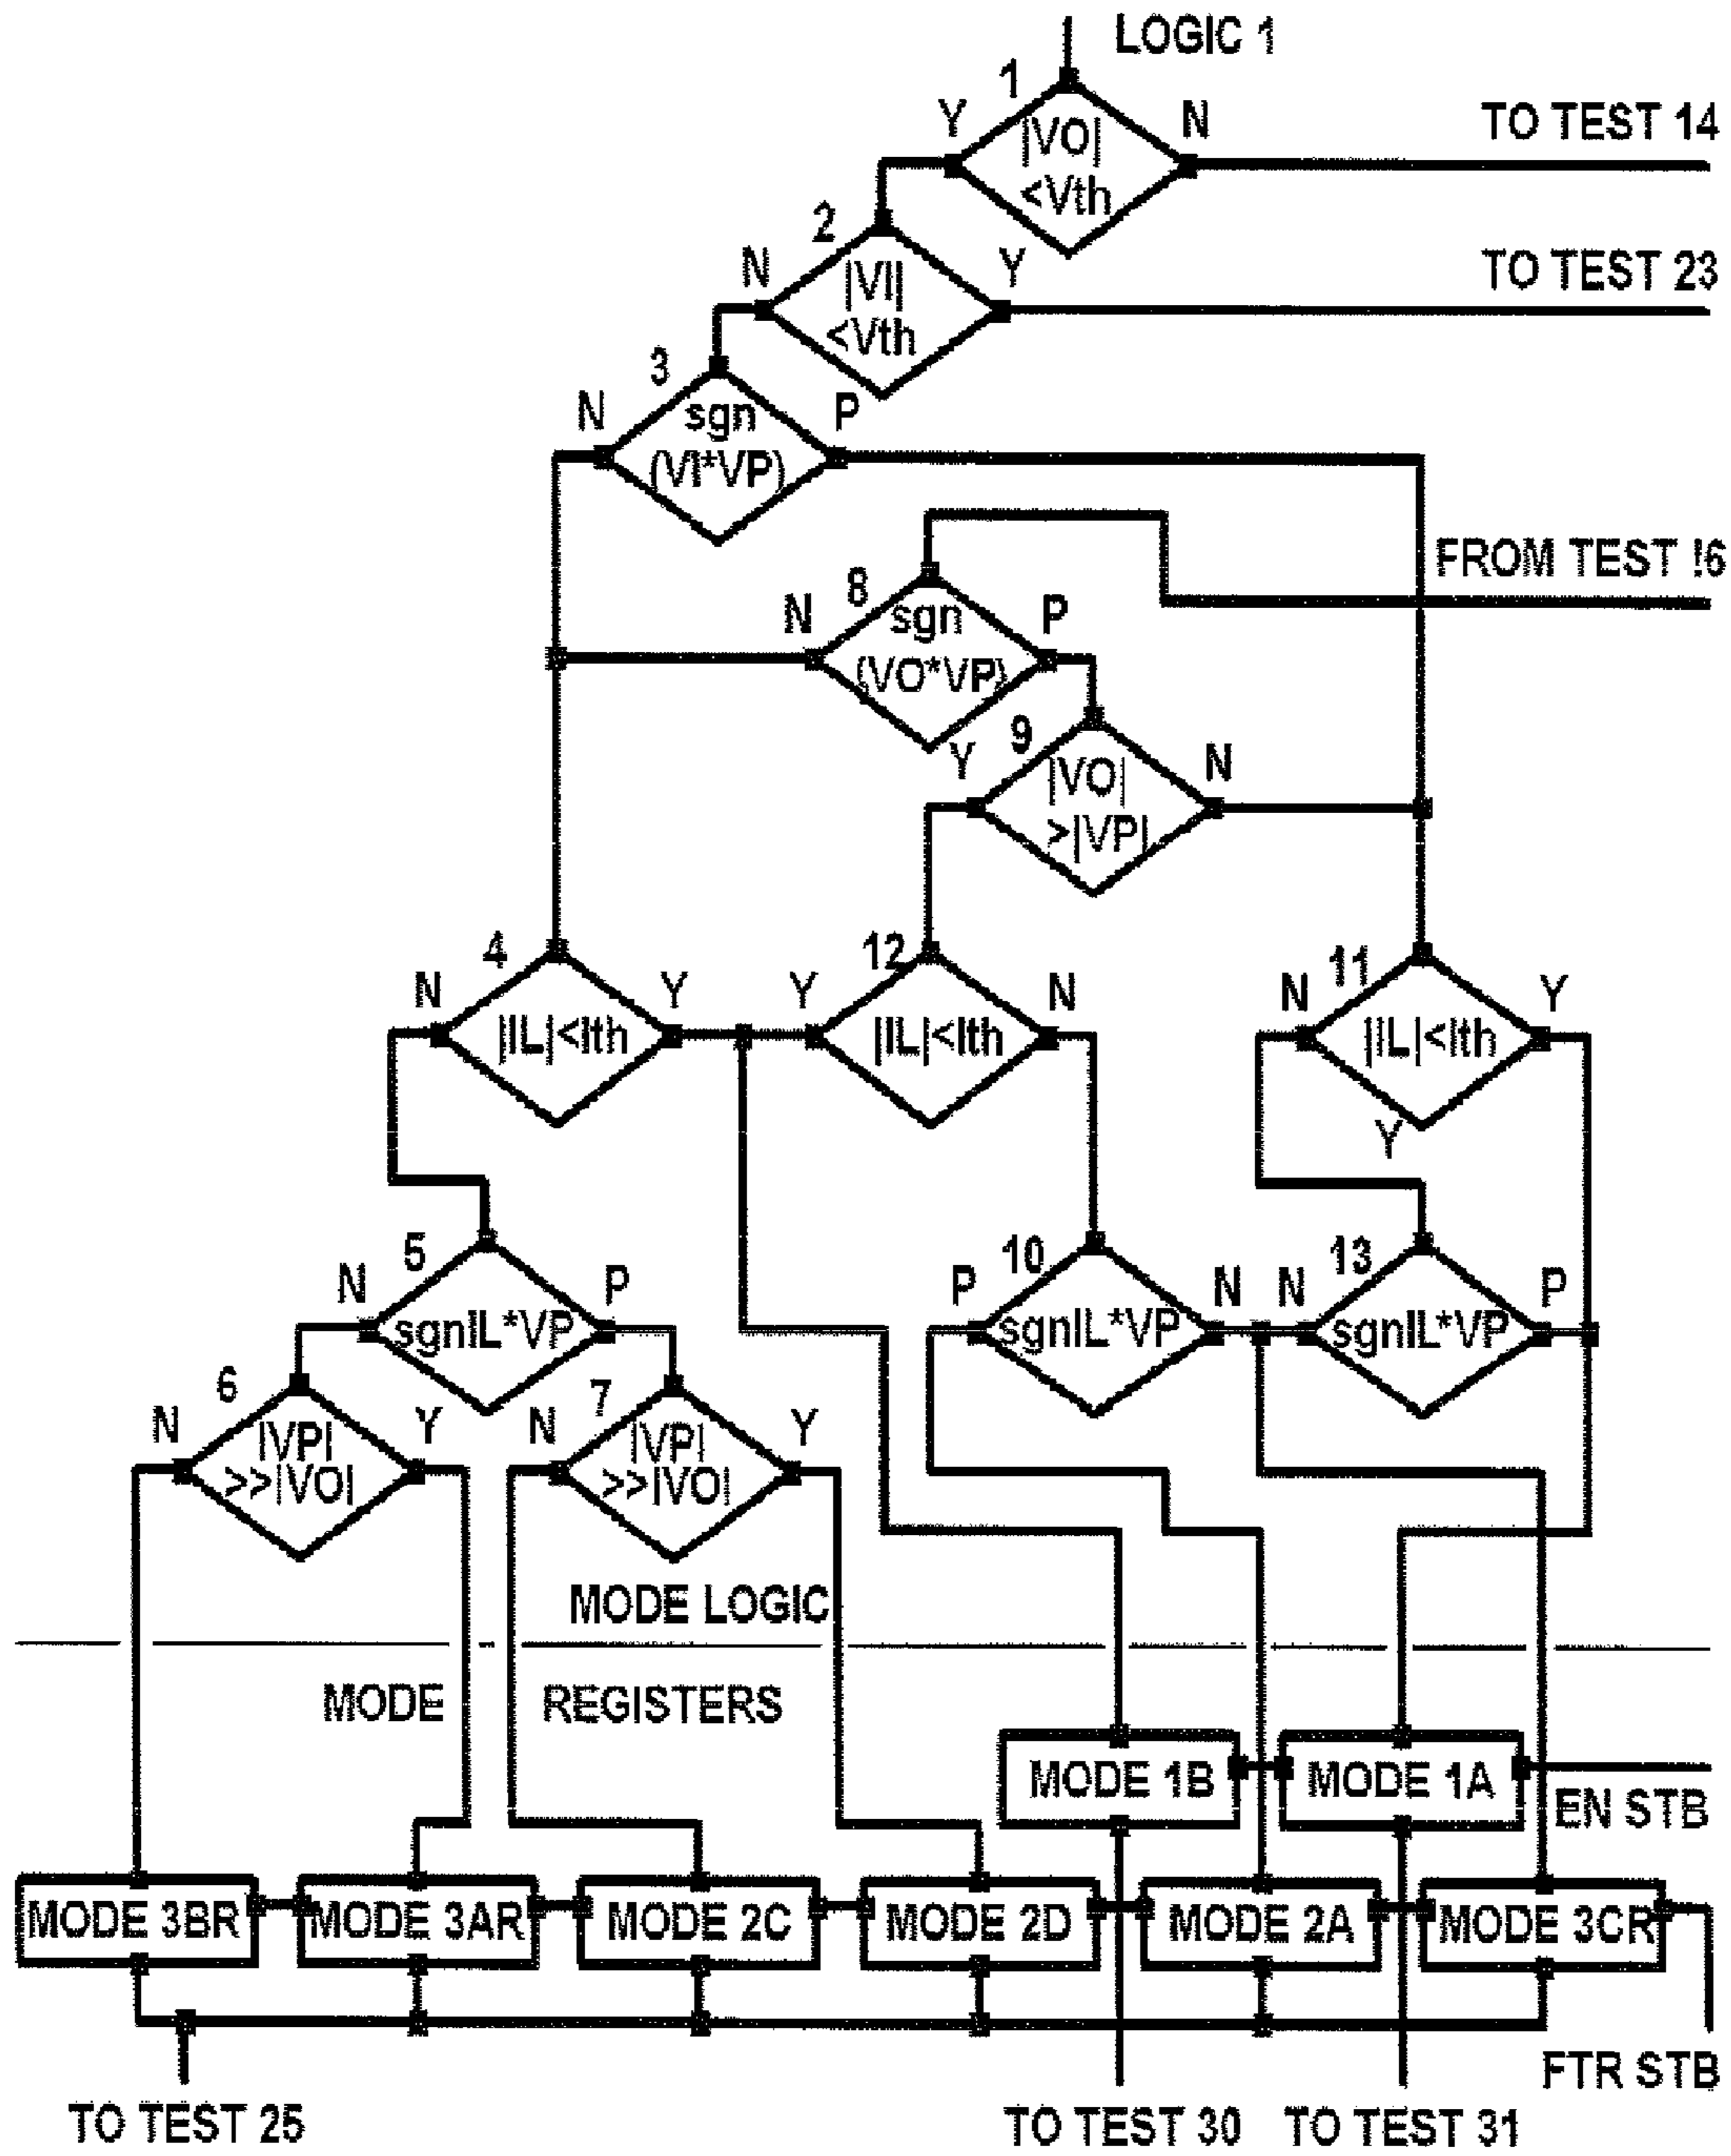 LOGIC 1
1
Y
|VO|
<Vth
N
TO TEST 14
2
N
|VI|
<Vth
Y
TO TEST 23
3
N
sgn
(VI*VP)
P
FROM TEST !6
8
N
sgn
(VO*VP)
P
9
Y
|VO|
>|VP|
N
4
N
|IL|<Ith
Y
12
Y
|IL|<Ith
N
11
N
|IL|<Ith
Y
Y
5
N
sgnIL*VP
P
10
P
sgnIL*VP
N
13
N
sgnIL*VP
P
6
N
|VP|
>>|VO|
Y
7
N
|VP|
>>|VO|
Y
MODE LOGIC
MODE REGISTERS
MODE 1B
MODE 1A
EN STB
MODE 3BR
MODE 3AR
MODE 2C
MODE 2D
MODE 2A
MODE 3CR
FTR STB
TO TEST 25
TO TEST 30
TO TEST 31